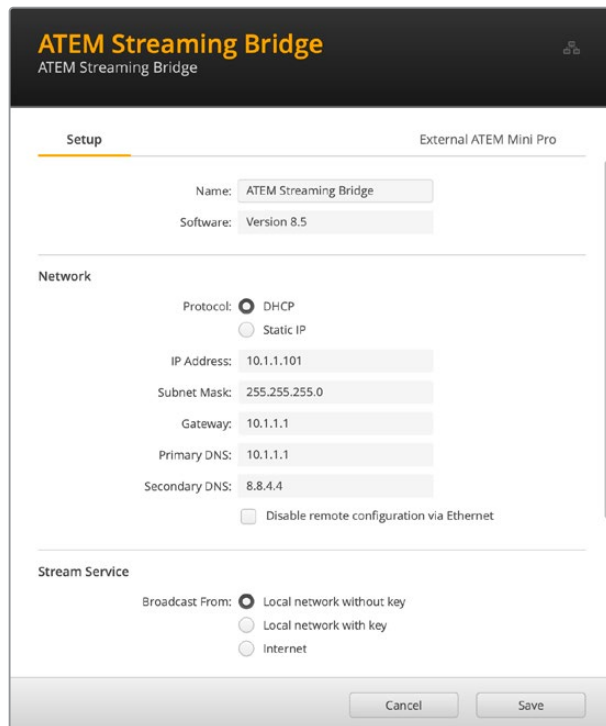 ATEM Streaming Bridge
ATEM Streaming Bridge
Setup
External ATEM Mini Pro
Name: ATEM Streaming Bridge
Software: Version 8.5
Network
Protocol: DHCP
Static IP
IP Address: 10.1.1.101
Subnet Mask: 255.255.255.0
Gateway: 10.1.1.1
Primary DNS: 10.1.1.1
Secondary DNS: 8.8.4.4
Disable remote configuration via Ethernet
Stream Service
Broadcast From: Local network without key
Local network with key
Internet
Cancel
Save